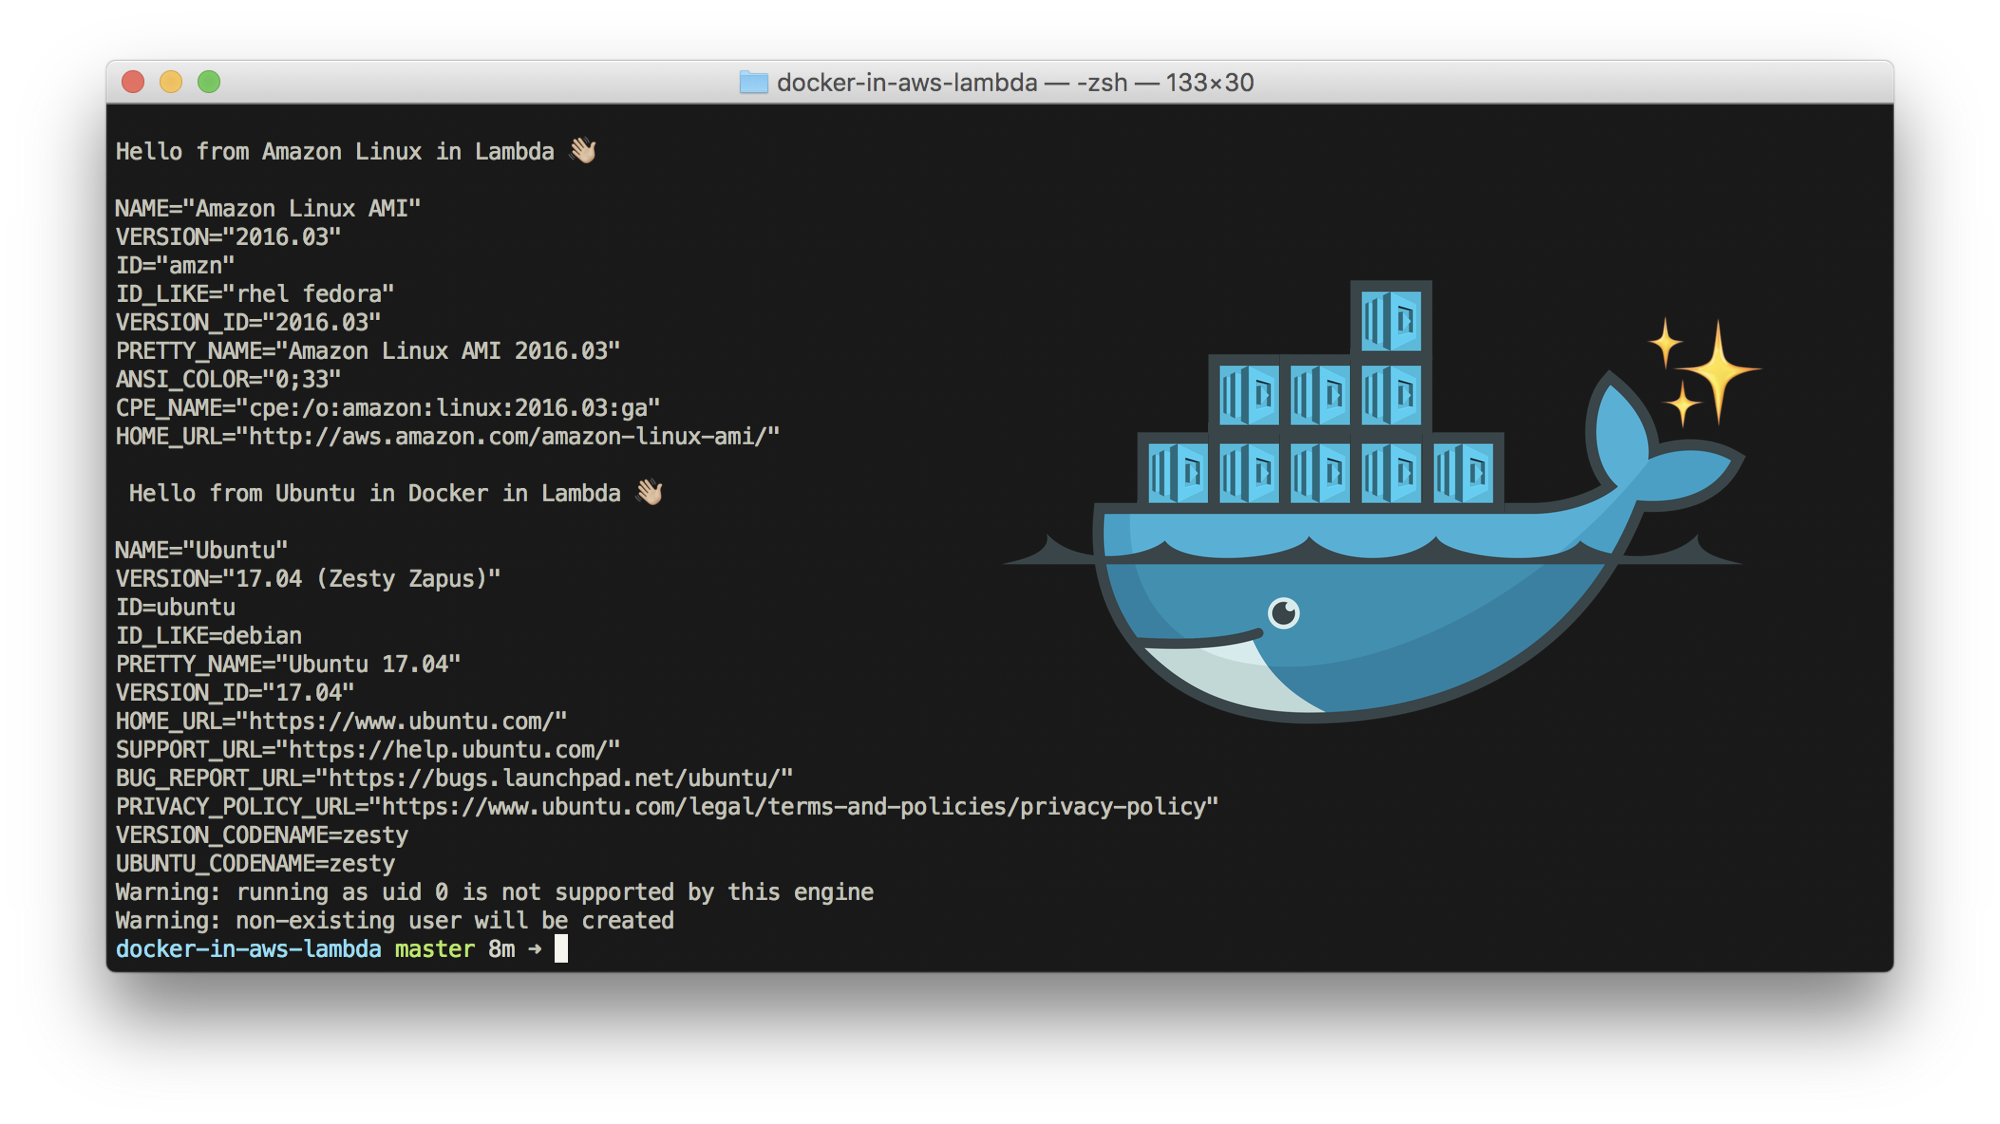 docker-in-aws-lambda — -zsh — 133×30
Hello from Amazon Linux in Lambda 👋🏼
NAME="Amazon Linux AMI"
VERSION="2016.03"
ID="amzn"
ID_LIKE="rhel fedora"
VERSION_ID="2016.03"
PRETTY_NAME="Amazon Linux AMI 2016.03"
ANSI_COLOR="0;33"
CPE_NAME="cpe:/o:amazon:linux:2016.03:ga"
HOME_URL="http://aws.amazon.com/amazon-linux-ami/"
Hello from Ubuntu in Docker in Lambda 👋🏼
NAME="Ubuntu"
VERSION="17.04 (Zesty Zapus)"
ID=ubuntu
ID_LIKE=debian
PRETTY_NAME="Ubuntu 17.04"
VERSION_ID="17.04"
HOME_URL="https://www.ubuntu.com/"
SUPPORT_URL="https://help.ubuntu.com/"
BUG_REPORT_URL="https://bugs.launchpad.net/ubuntu/"
PRIVACY_POLICY_URL="https://www.ubuntu.com/legal/terms-and-policies/privacy-policy"
VERSION_CODENAME=zesty
UBUNTU_CODENAME=zesty
Warning: running as uid 0 is not supported by this engine
Warning: non-existing user will be created
docker-in-aws-lambda master 8m ➜